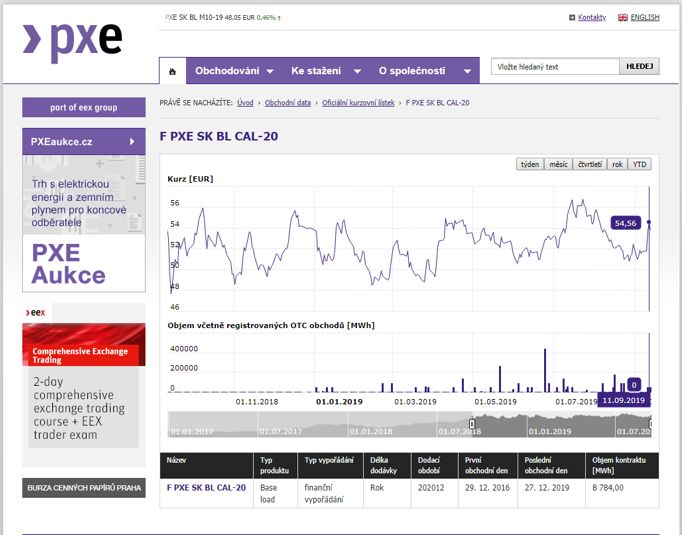 pxe
PXE SK BL M10-19 48,05 EUR 0,46% ↑
Kontakty
ENGLISH
Obchodování
Ke stažení
O společnosti
Vložte hledaný text
HLEDEJ
part of eex group
PRÁVĚ SE NACHÁZÍTE: Úvod › Obchodní data › Oficiální kurzovní lístek › F PXE SK BL CAL-20
PXEaukce.cz
Trh s elektrickou
energií a zemním
plynem pro koncové
odběratele
PXE
Aukce
eex
Comprehensive Exchange
Trading
2-day
comprehensive
exchange trading
course + EEX
trader exam
BURZA CENNÝCH PAPÍRŮ PRAHA
F PXE SK BL CAL-20
týden měsíc čtvrtletí rok YTD
Kurz [EUR]
56
54
52
50
48
46
54,56
Objem včetně registrovaných OTC obchodů [MWh]
400000
200000
0
0
01.11.2018 01.01.2019 01.03.2019 01.05.2019 01.07.2019 11.09.2019
01.01.2017 01.07.2017 01.01.2018 01.07.2018 01.01.2019 01.07.20
Název Typ produktu Typ vypořádání Délka dodávky Dodací období První obchodní den Poslední obchodní den Objem kontraktu [MWh]
F PXE SK BL CAL-20 Base load finanční vypořádání Rok 202012 29. 12. 2016 27. 12. 2019 8 784,00